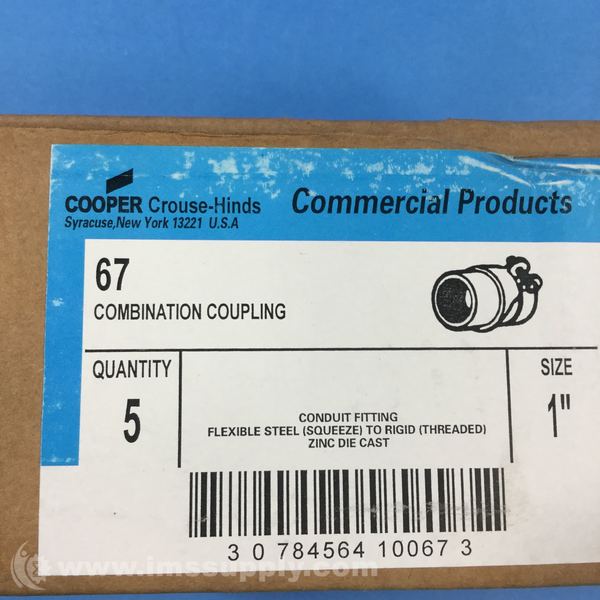 COOPER Crouse-Hinds
Syracuse,New York 13221 U.S.A
Commercial Products
67
COMBINATION COUPLING
QUANTITY
5
CONDUIT FITTING
FLEXIBLE STEEL (SQUEEZE) TO RIGID (THREADED)
ZINC DIE CAST
SIZE
1"
3 0 784564 10067 3
www.imssupply.com